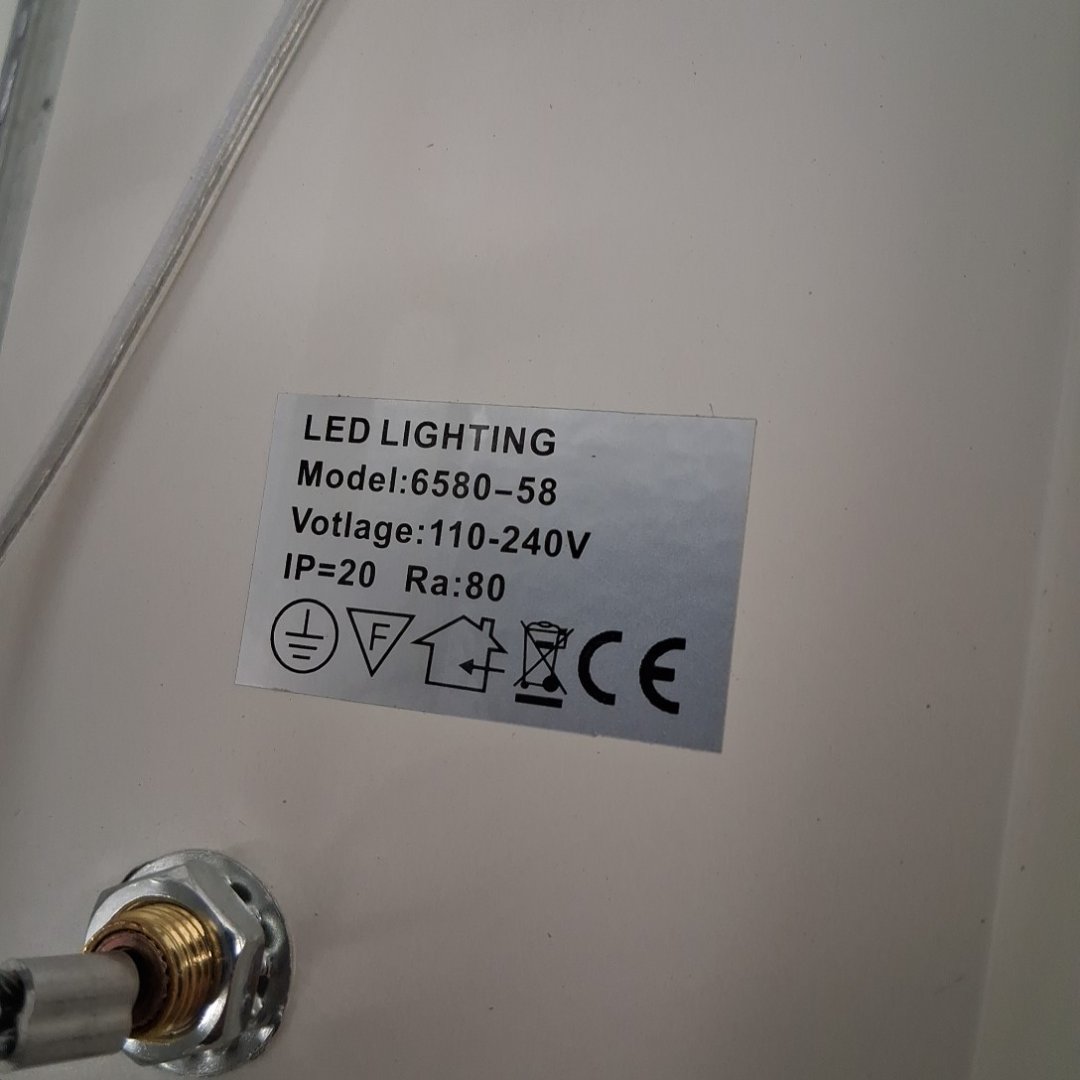 LED LIGHTING
Model:6580–58
Votlage:110-240V
IP=20 Ra:80
F CE